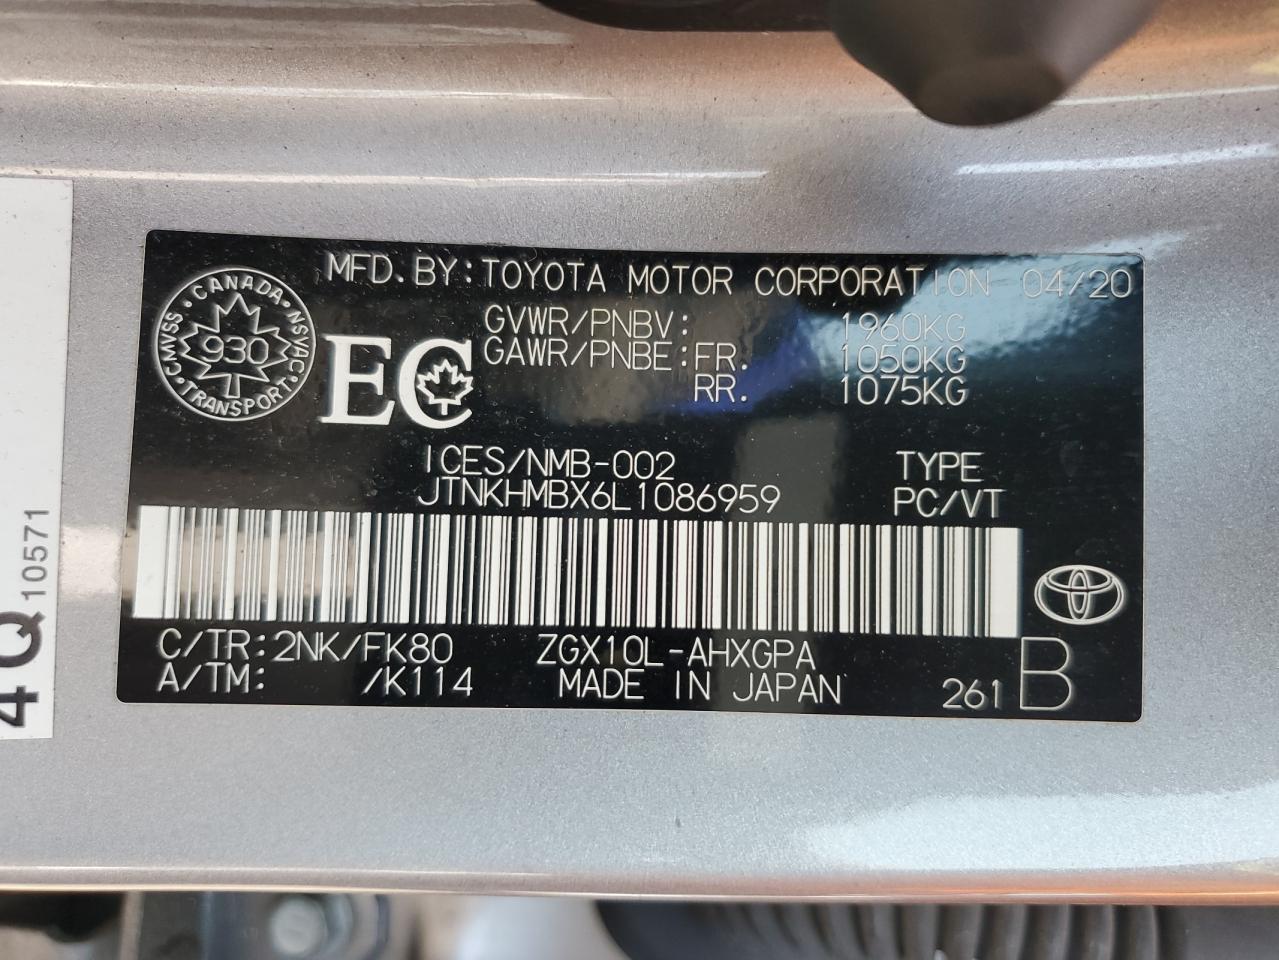 MFD.BY:TOYOTA MOTOR CORPORATION 04/20
CMVSS · CANADA · NSVAC · TRANSPORT
930
EC
GVWR/PNBV: 1960KG
GAWR/PNBE:FR. 1050KG
RR. 1075KG
ICES/NMB-002
JTNKHMBX6L1086959
TYPE
PC/VT
C/TR:2NK/FK80
A/TM: /K114
ZGX10L-AHXGPA
MADE IN JAPAN
261 B
4Q
10571